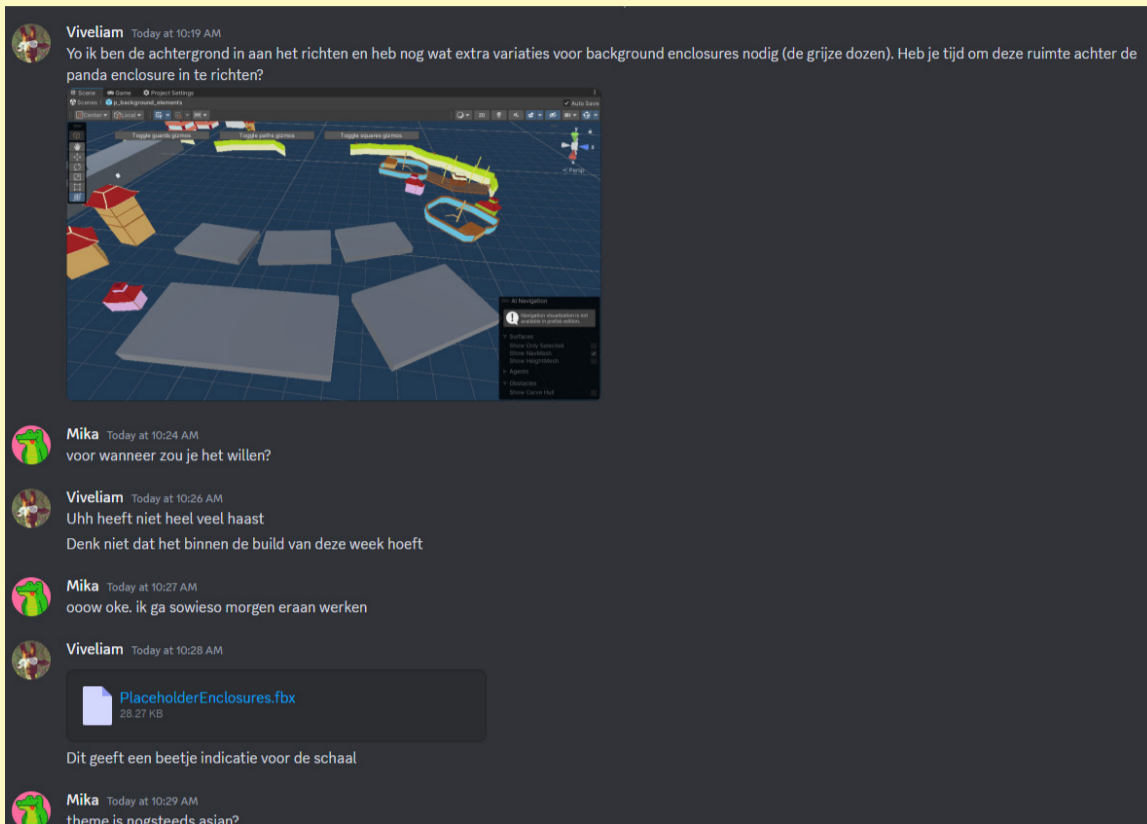 Viveliam Today at 10:19 AM
Yo ik ben de achtergrond in aan het richten en heb nog wat extra variaties voor background enclosures nodig (de grijze dozen). Heb je tijd om deze ruimte achter de
panda enclosure in te richten?
Scene Game Project Settings
Scenes p_background_elements
Auto Save
Center Local 2D
Toggle guards gizmos Toggle paths gizmos Toggle squares gizmos
Persp
AI Navigation
Navigation visualization is not
available in prefab edition.
Surfaces
Show Only Selected
Show NavMesh
Show HeightMesh
Agents
Obstacles
Show Carve Hull
Mika Today at 10:24 AM
voor wanneer zou je het willen?
Viveliam Today at 10:26 AM
Uhh heeft niet heel veel haast
Denk niet dat het binnen de build van deze week hoeft
Mika Today at 10:27 AM
ooow oke. ik ga sowieso morgen eraan werken
Viveliam Today at 10:28 AM
PlaceholderEnclosures.fbx
28.27 KB
Dit geeft een beetje indicatie voor de schaal
Mika Today at 10:29 AM
theme is nogsteeds asian?